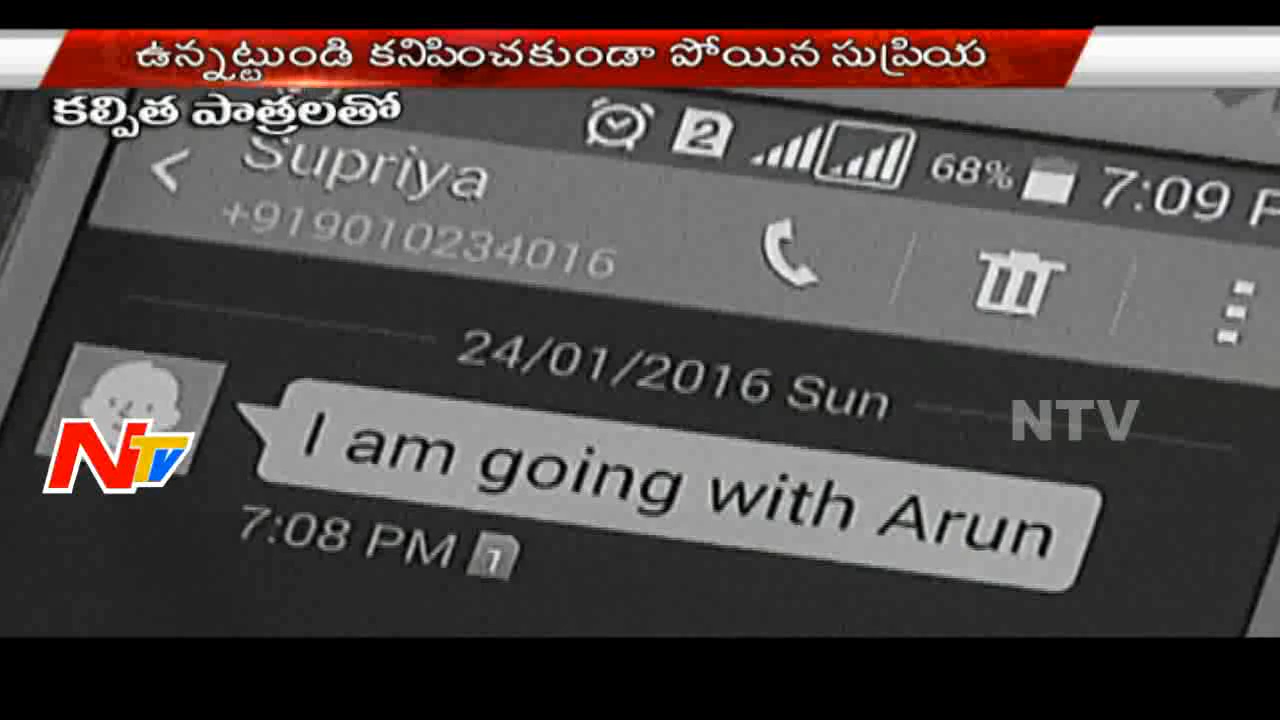 ఉన్నట్టుండి కనిపించకుండా పోయిన సుప్రియ
కల్పిత పాత్రలతో
2 68% 7:09
Supriya
+919010234016
24/01/2016 Sun
NTV
I am going with Arun
NTV
7:08 PM 1